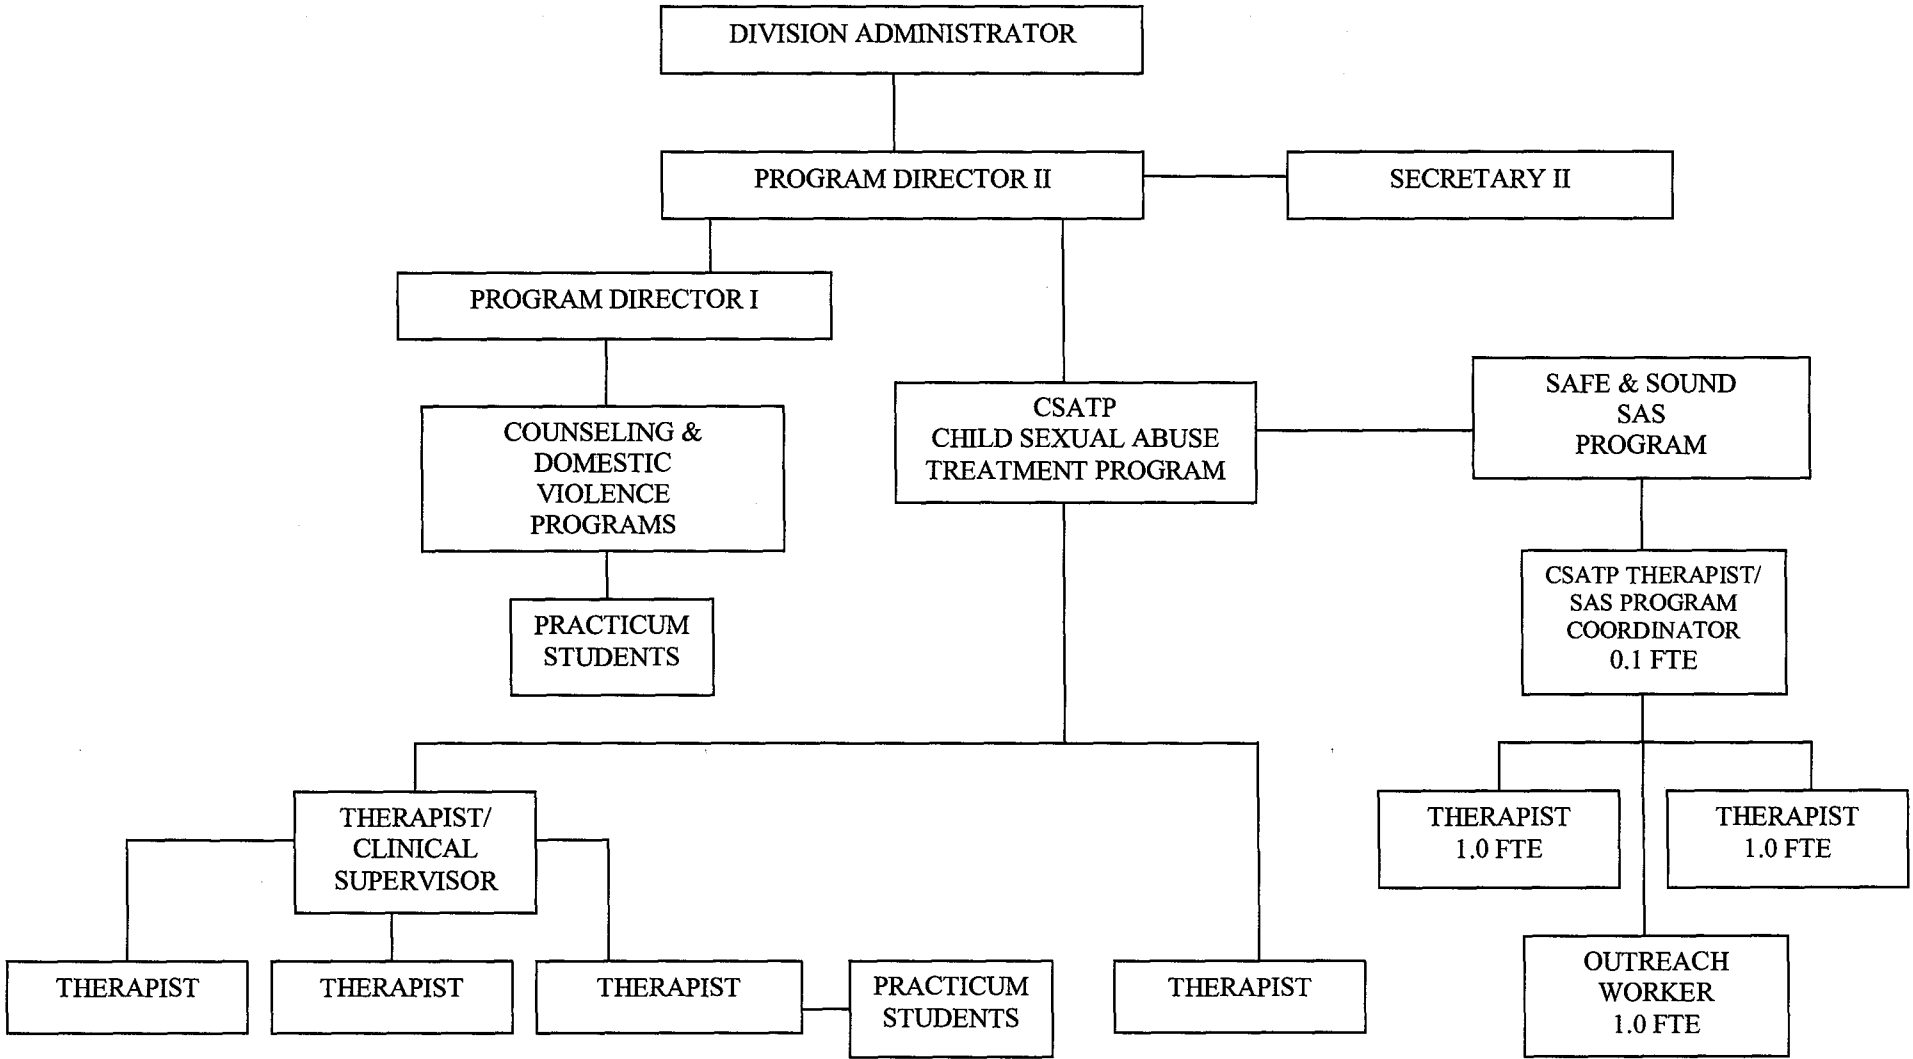 DIVISION ADMINISTRATOR
PROGRAM DIRECTOR II
SECRETARY II
PROGRAM DIRECTOR I
COUNSELING &
DOMESTIC
VIOLENCE
PROGRAMS
PRACTICUM
STUDENTS
CSATP
CHILD SEXUAL ABUSE
TREATMENT PROGRAM
SAFE & SOUND
SAS
PROGRAM
CSATP THERAPIST/
SAS PROGRAM
COORDINATOR
0.1 FTE
THERAPIST/
CLINICAL
SUPERVISOR
THERAPIST
1.0 FTE
THERAPIST
1.0 FTE
THERAPIST
THERAPIST
THERAPIST
PRACTICUM
STUDENTS
THERAPIST
OUTREACH
WORKER
1.0 FTE